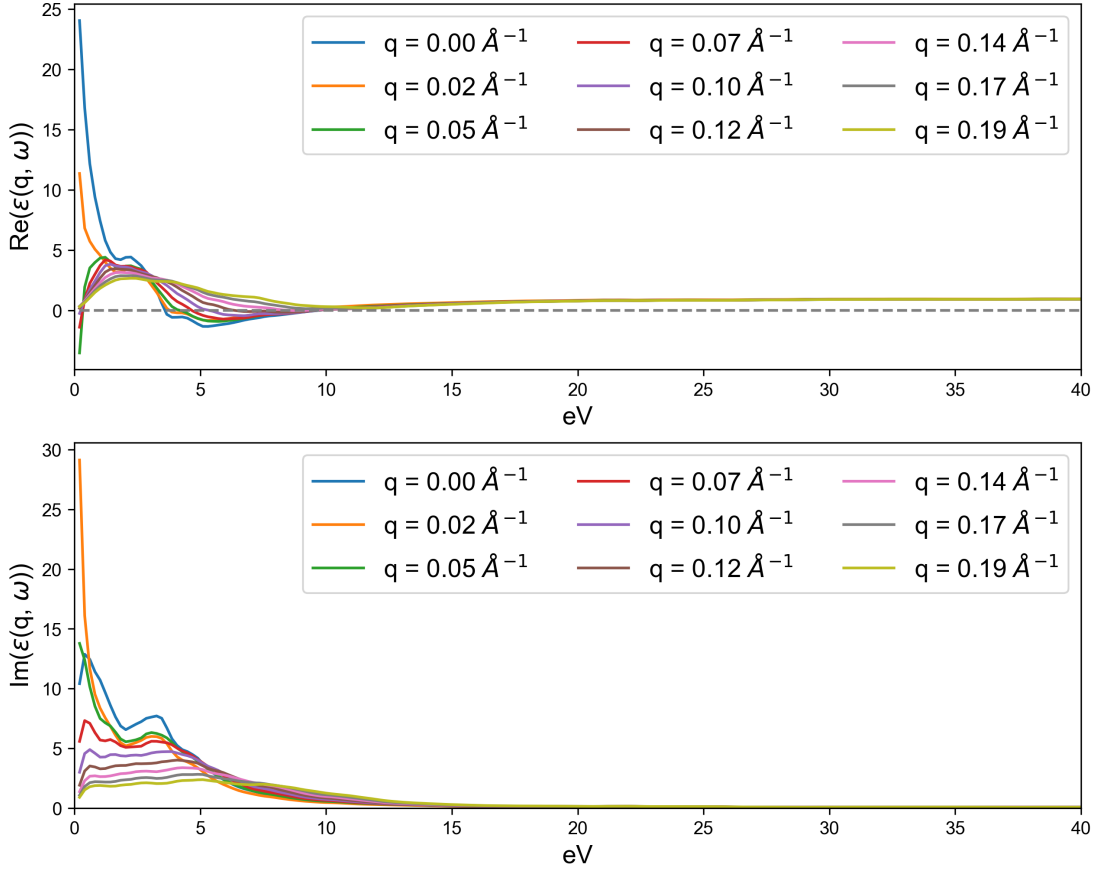 25
20
15
10
5
0
Re(ε(q, ω))
q = 0.00 Å⁻¹ q = 0.07 Å⁻¹ q = 0.14 Å⁻¹
q = 0.02 Å⁻¹ q = 0.10 Å⁻¹ q = 0.17 Å⁻¹
q = 0.05 Å⁻¹ q = 0.12 Å⁻¹ q = 0.19 Å⁻¹
0 5 10 15 20 25 30 35 40
eV
30
25
20
15
10
5
0
Im(ε(q, ω))
q = 0.00 Å⁻¹ q = 0.07 Å⁻¹ q = 0.14 Å⁻¹
q = 0.02 Å⁻¹ q = 0.10 Å⁻¹ q = 0.17 Å⁻¹
q = 0.05 Å⁻¹ q = 0.12 Å⁻¹ q = 0.19 Å⁻¹
0 5 10 15 20 25 30 35 40
eV